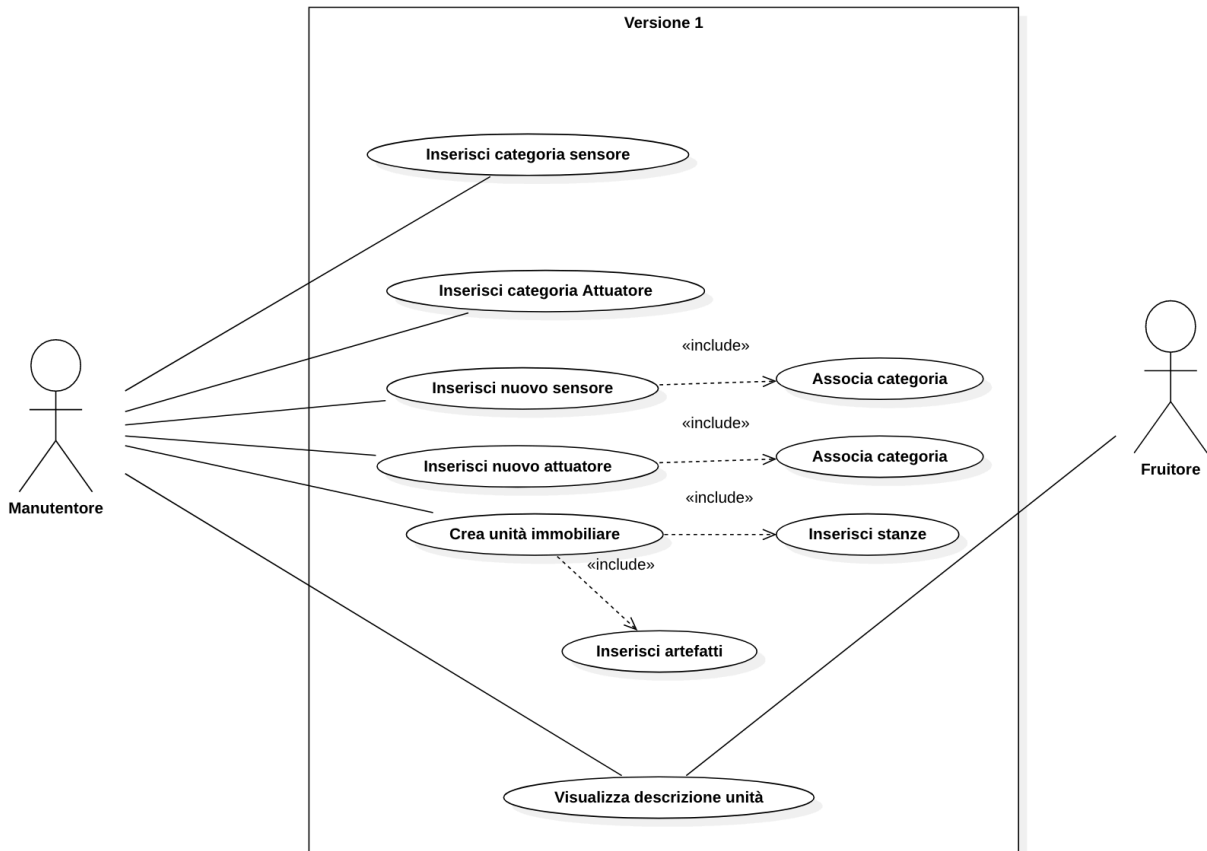 Versione 1
Inserisci categoria sensore
Inserisci categoria Attuatore
«include»
Inserisci nuovo sensore
Associa categoria
«include»
Inserisci nuovo attuatore
Associa categoria
Manutentore
Fruitore
«include»
Crea unità immobiliare
Inserisci stanze
«include»
Inserisci artefatti
Visualizza descrizione unità